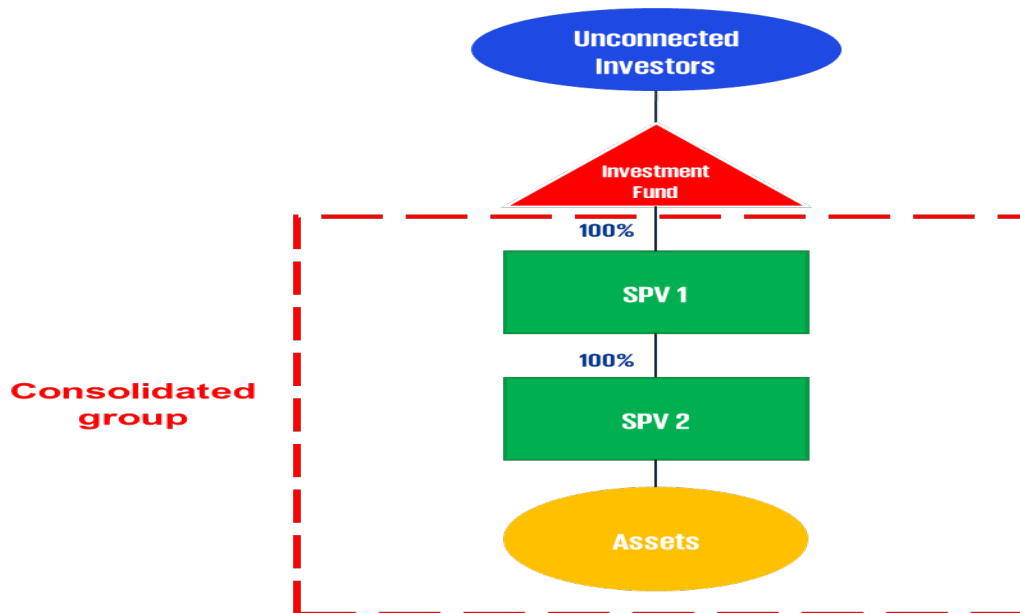 Unconnected
Investors
Investment
Fund
100%
SPV 1
100%
Consolidated
group
SPV 2
Assets